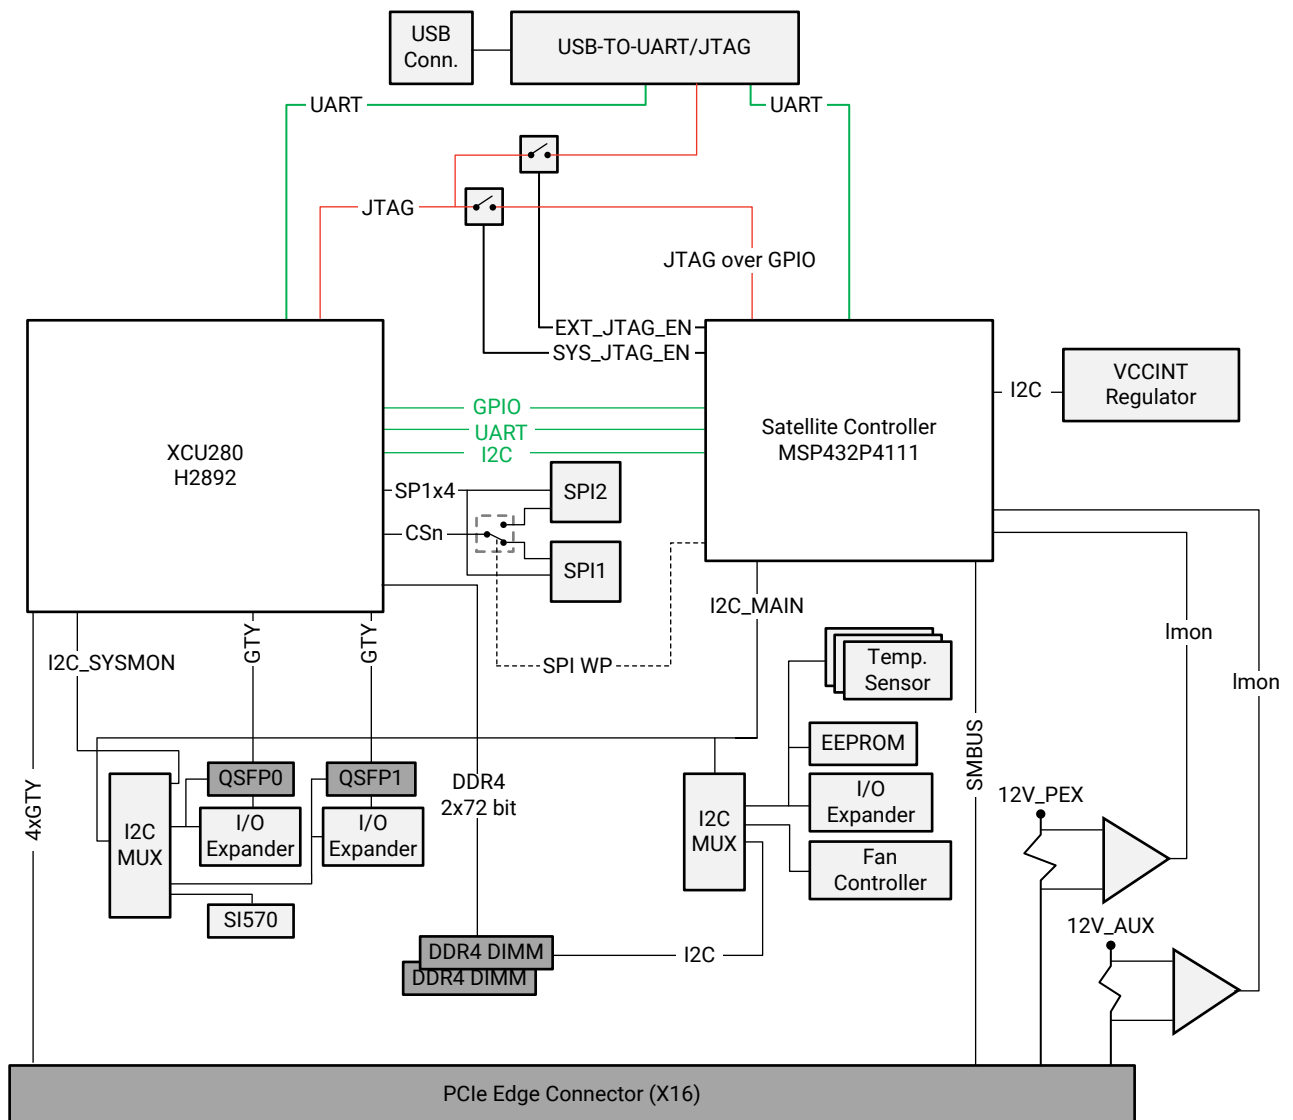 USB
Conn.
USB-TO-UART/JTAG
UART
UART
JTAG
JTAG over GPIO
EXT_JTAG_EN
SYS_JTAG_EN
XCU280
H2892
GPIO
UART
I2C
Satellite Controller
MSP432P4111
I2C
VCCINT
Regulator
SP1x4
SPI2
CSn
SPI1
I2C_MAIN
SPI WP
I2C_SYSMON
GTY
GTY
Imon
Imon
Temp.
Sensor
EEPROM
I/O
Expander
Fan
Controller
SMBUS
4xGTY
QSFP0
QSFP1
I2C
MUX
I/O
Expander
I/O
Expander
SI570
DDR4
2x72 bit
I2C
MUX
12V_PEX
12V_AUX
DDR4 DIMM
DDR4 DIMM
I2C
PCIe Edge Connector (X16)